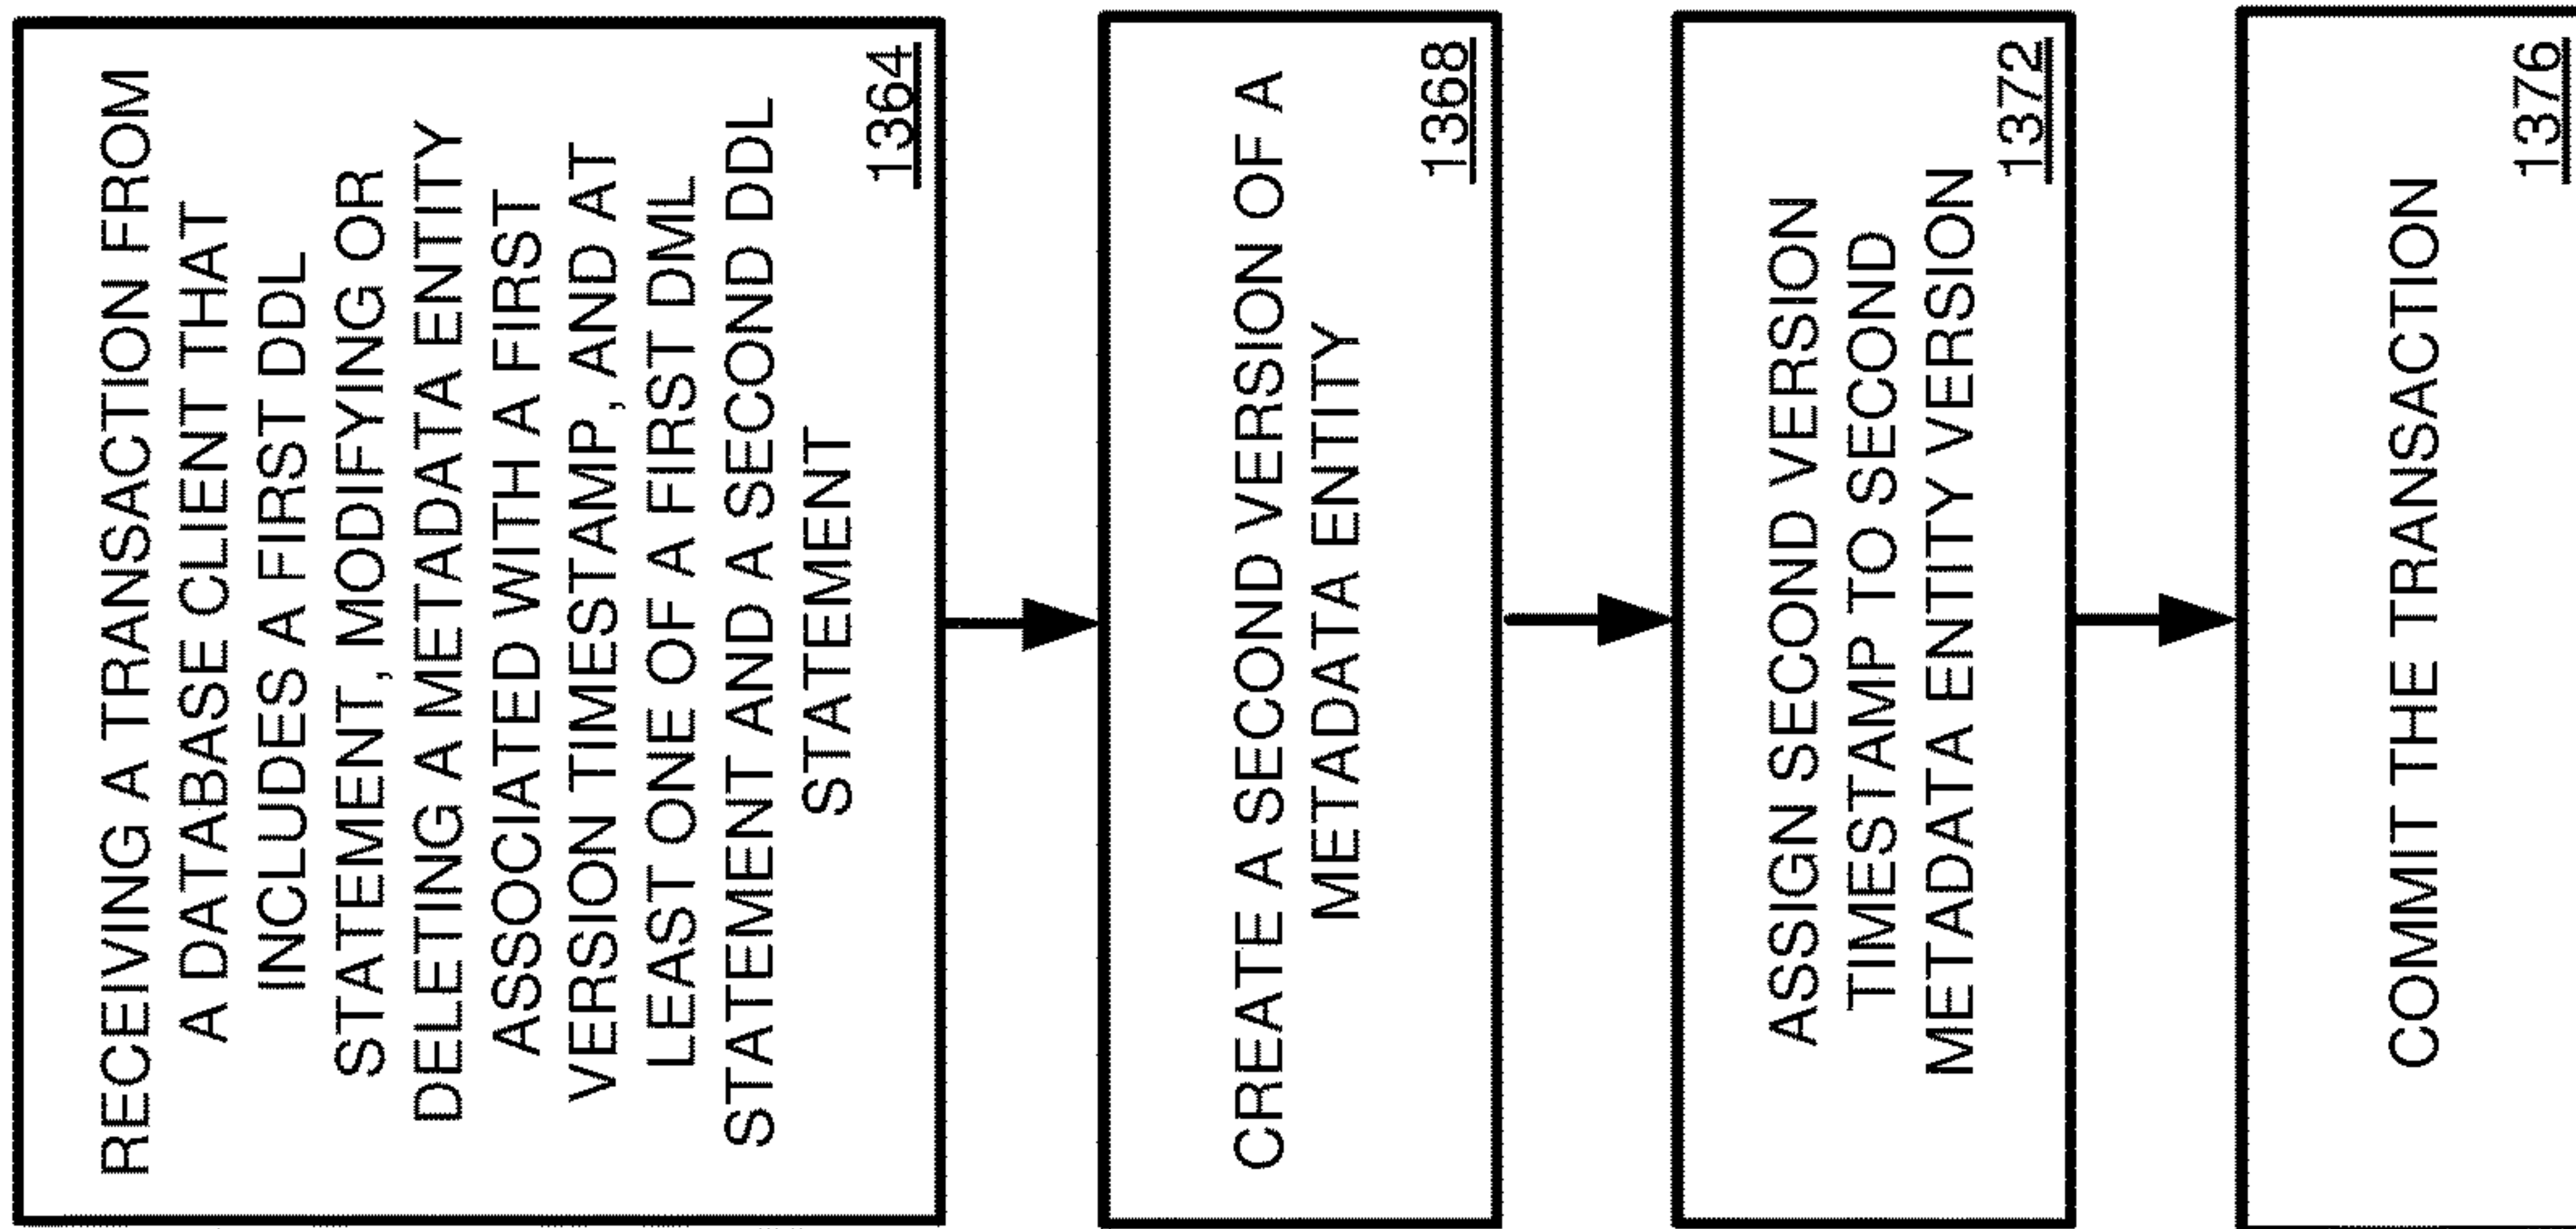 RECEIVING A TRANSACTION FROM
A DATABASE CLIENT THAT
INCLUDES A FIRST DDL
STATEMENT, MODIFYING OR
DELETING A METADATA ENTITY
ASSOCIATED WITH A FIRST
VERSION TIMESTAMP, AND AT
LEAST ONE OF A FIRST DML
STATEMENT AND A SECOND DDL
STATEMENT
1364
CREATE A SECOND VERSION OF A
METADATA ENTITY
1368
ASSIGN SECOND VERSION
TIMESTAMP TO SECOND
METADATA ENTITY VERSION
1372
COMMIT THE TRANSACTION
1376